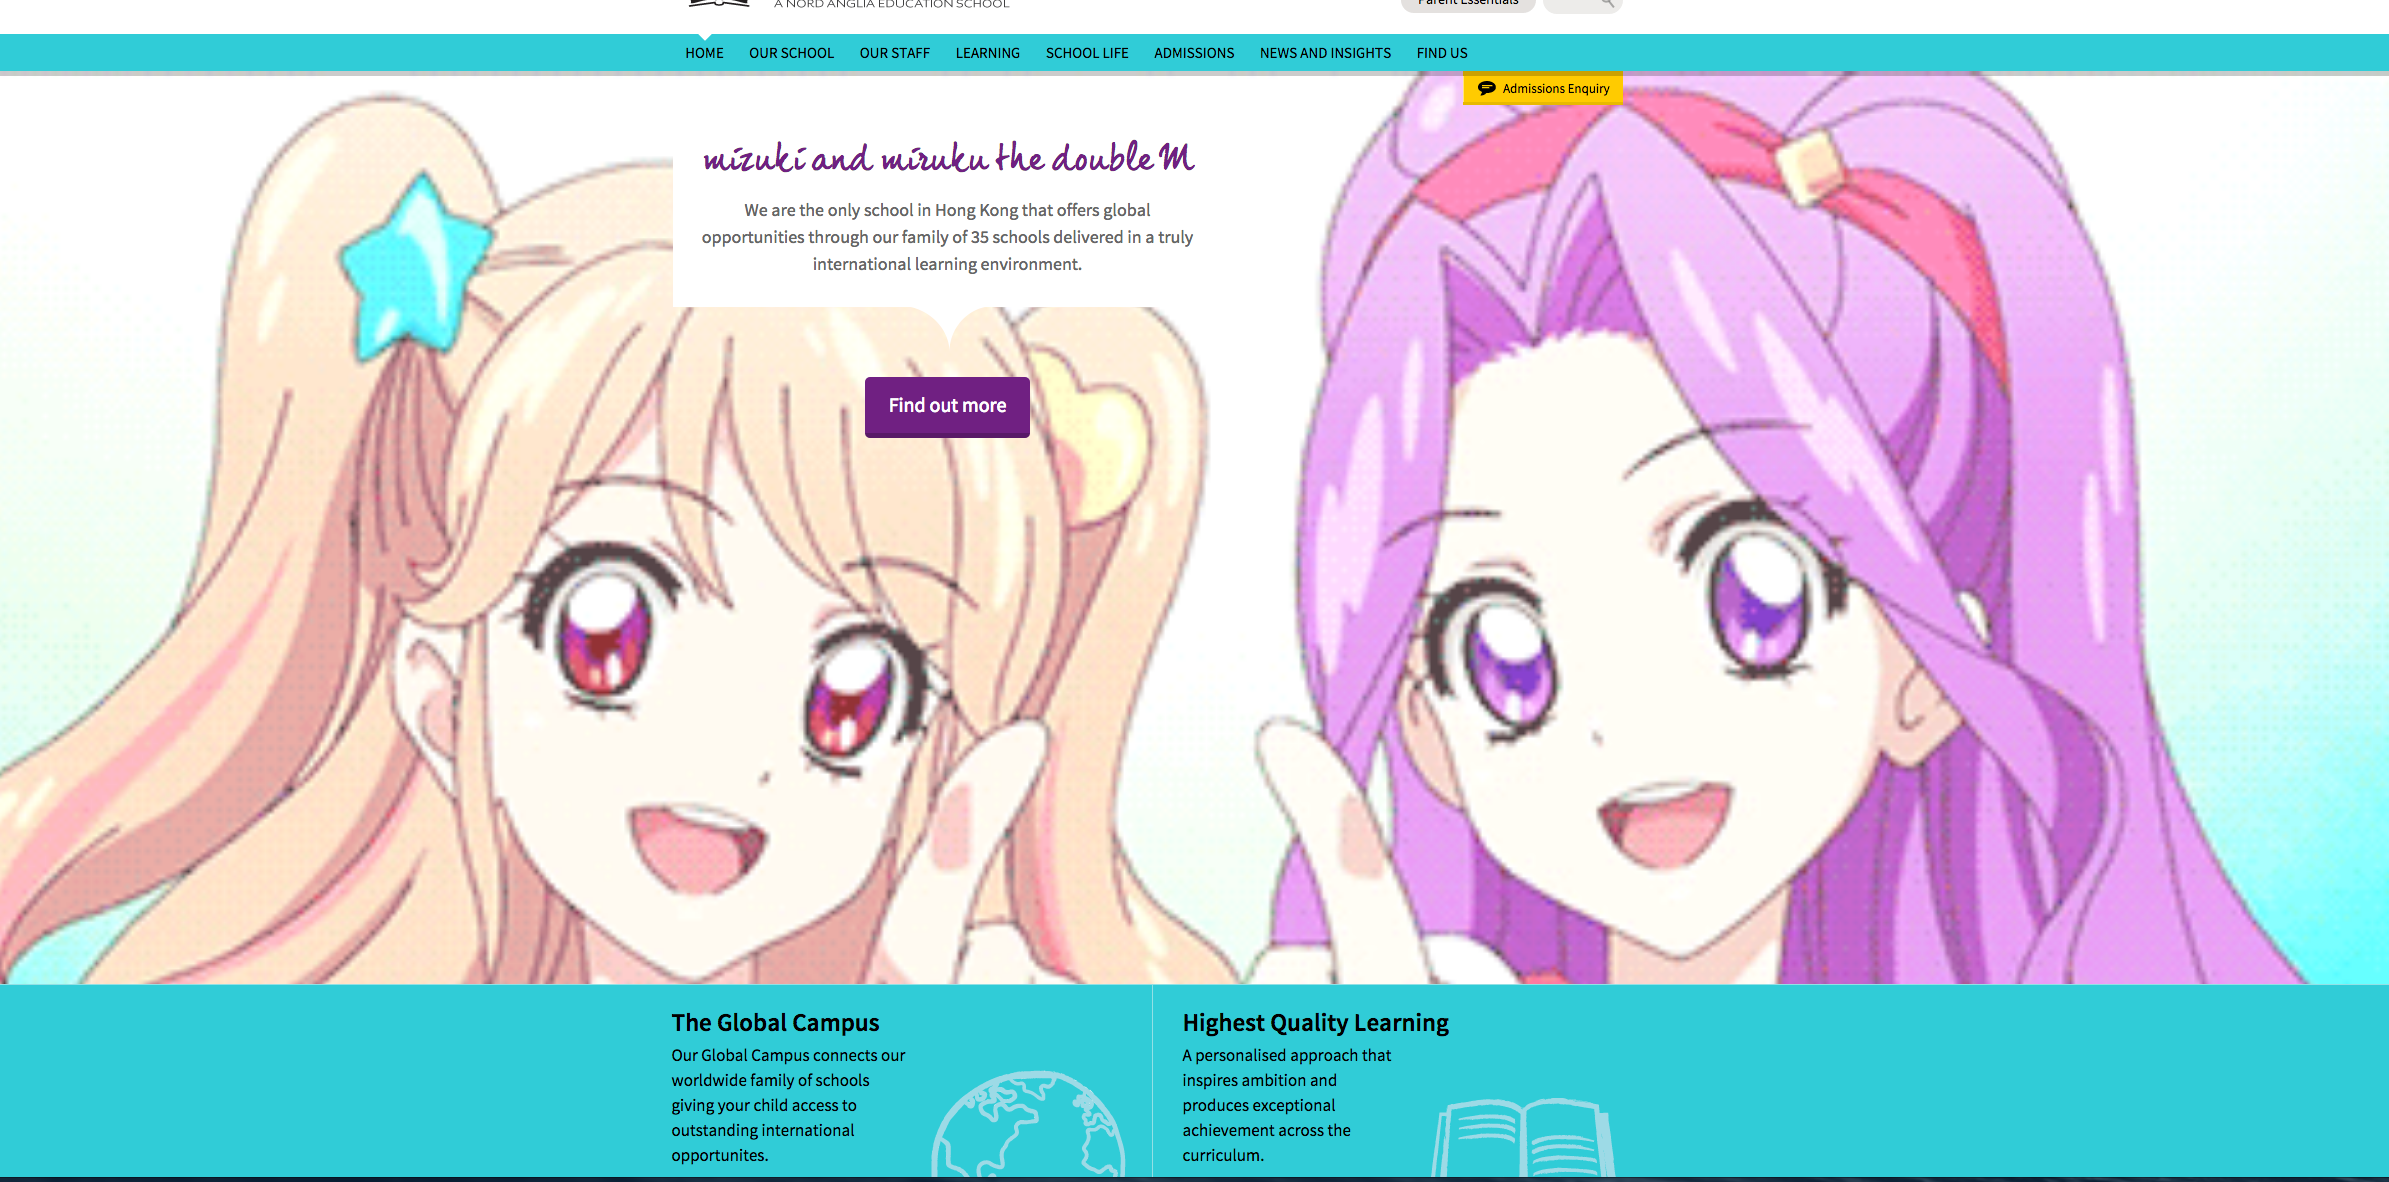 A NORD ANGLIA EDUCATION SCHOOL
Parent Essentials
HOME OUR SCHOOL OUR STAFF LEARNING SCHOOL LIFE ADMISSIONS NEWS AND INSIGHTS FIND US
Admissions Enquiry
mizuki and miruku the double M
We are the only school in Hong Kong that offers global
opportunities through our family of 35 schools delivered in a truly
international learning environment.
Find out more
The Global Campus
Our Global Campus connects our
worldwide family of schools
giving your child access to
outstanding international
opportunites.
Highest Quality Learning
A personalised approach that
inspires ambition and
produces exceptional
achievement across the
curriculum.